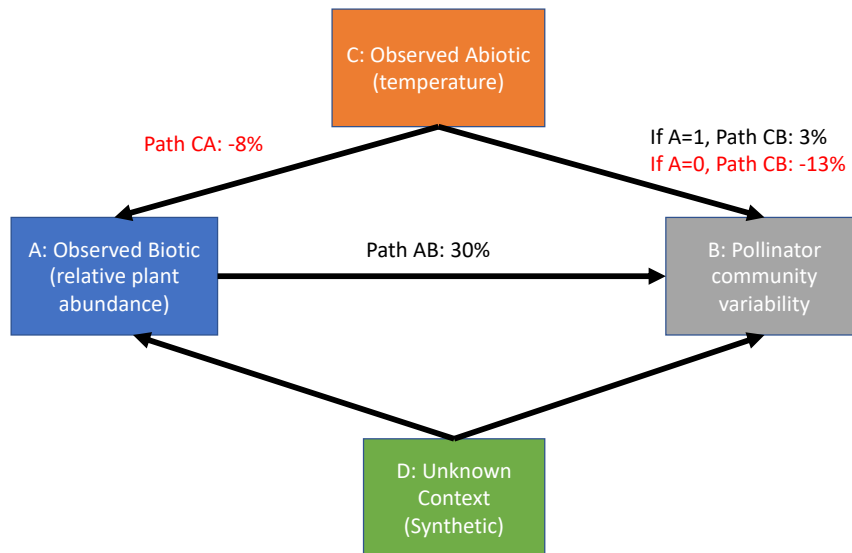 C: Observed Abiotic
(temperature)
Path CA: -8%
If A=1, Path CB: 3%
If A=0, Path CB: -13%
A: Observed Biotic
(relative plant
abundance)
Path AB: 30%
B: Pollinator
community
variability
D: Unknown
Context
(Synthetic)